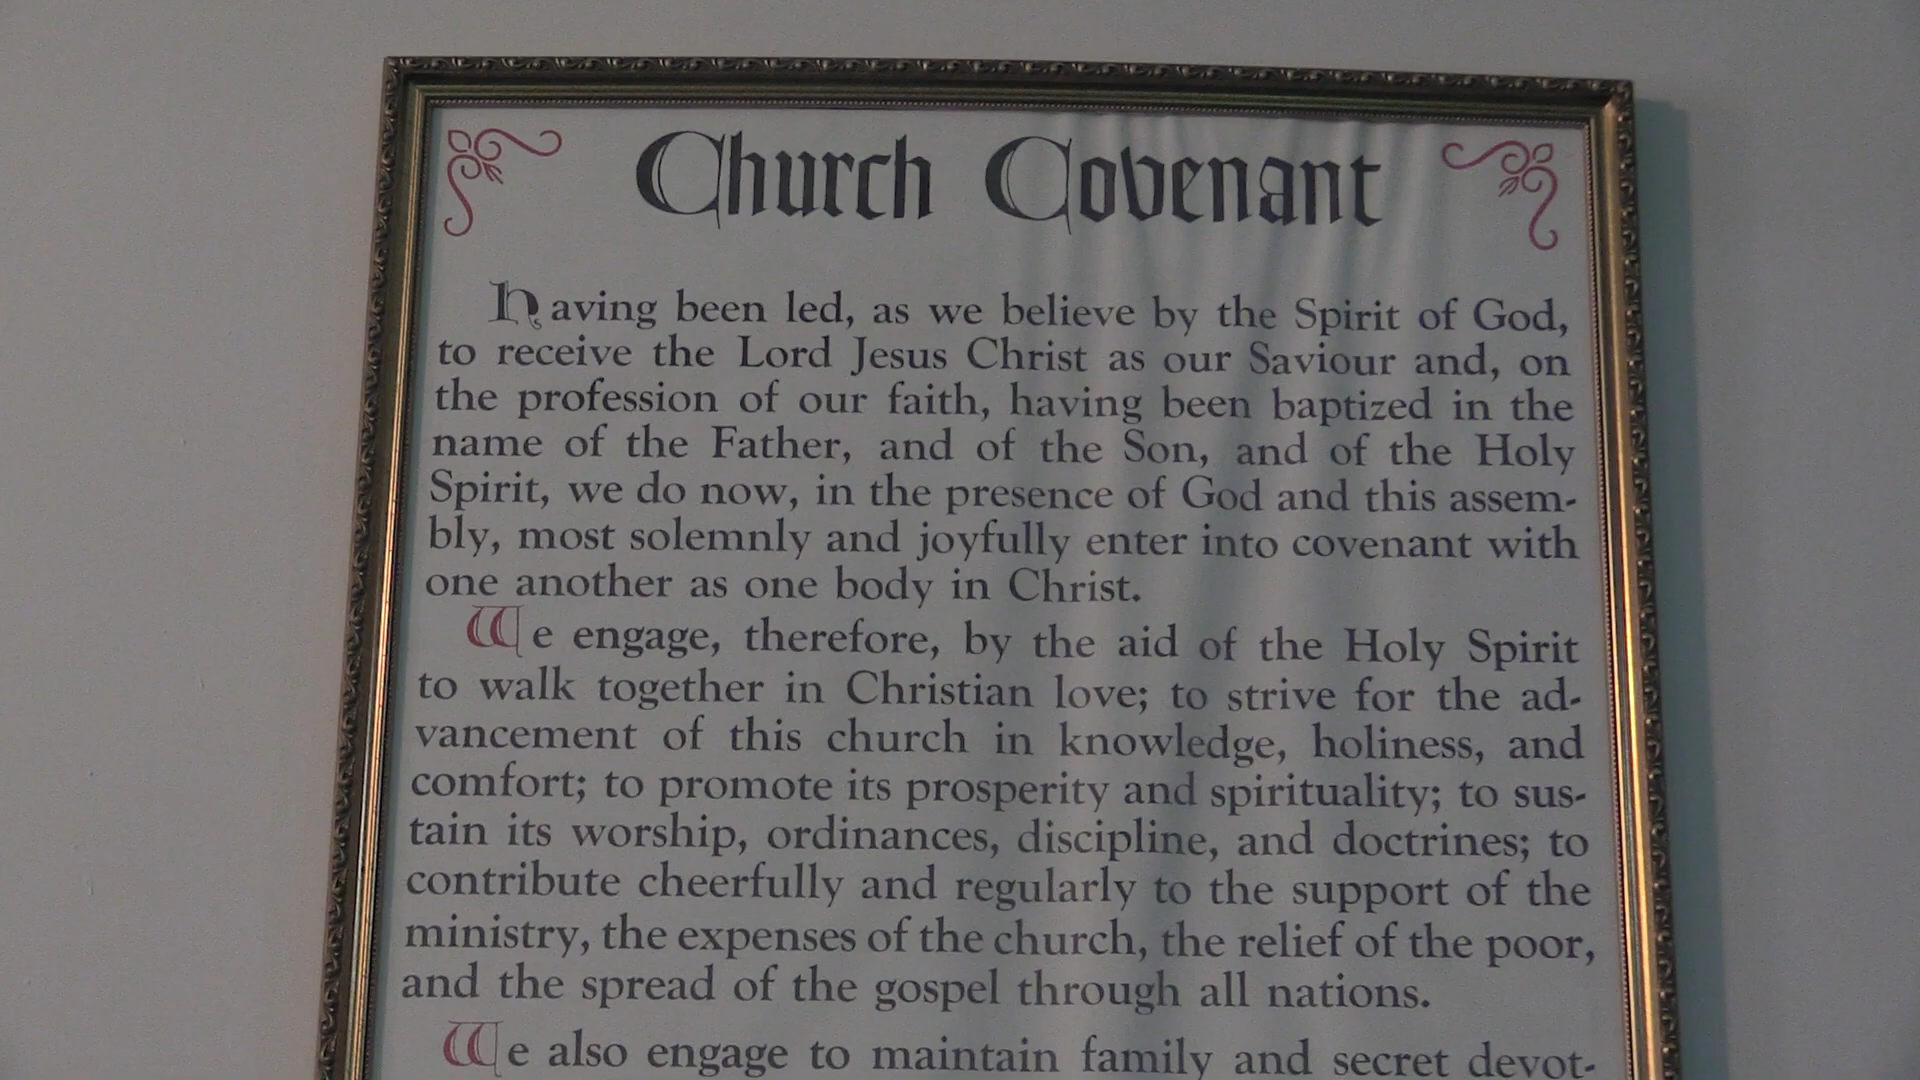 Church Covenant
Having been led, as we believe by the Spirit of God,
to receive the Lord Jesus Christ as our Saviour and, on
the profession of our faith, having been baptized in the
name of the Father, and of the Son, and of the Holy
Spirit, we do now, in the presence of God and this assem-
bly, most solemnly and joyfully enter into covenant with
one another as one body in Christ.
We engage, therefore, by the aid of the Holy Spirit
to walk together in Christian love; to strive for the ad-
vancement of this church in knowledge, holiness, and
comfort; to promote its prosperity and spirituality; to sus-
tain its worship, ordinances, discipline, and doctrines; to
contribute cheerfully and regularly to the support of the
ministry, the expenses of the church, the relief of the poor,
and the spread of the gospel through all nations.
We also engage to maintain family and secret devot-